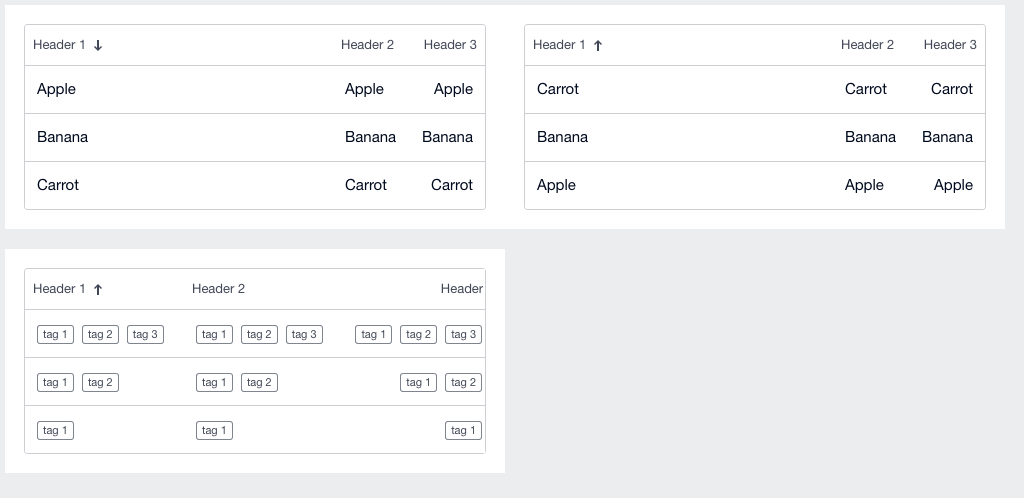 Header 1 ↓ Header 2 Header 3
Apple Apple Apple
Banana Banana Banana
Carrot Carrot Carrot
Header 1 ↑ Header 2 Header 3
Carrot Carrot Carrot
Banana Banana Banana
Apple Apple Apple
Header 1 ↑ Header 2 Header
tag 1 tag 2 tag 3 tag 1 tag 2 tag 3 tag 1 tag 2 tag 3
tag 1 tag 2 tag 1 tag 2 tag 1 tag 2
tag 1 tag 1 tag 1